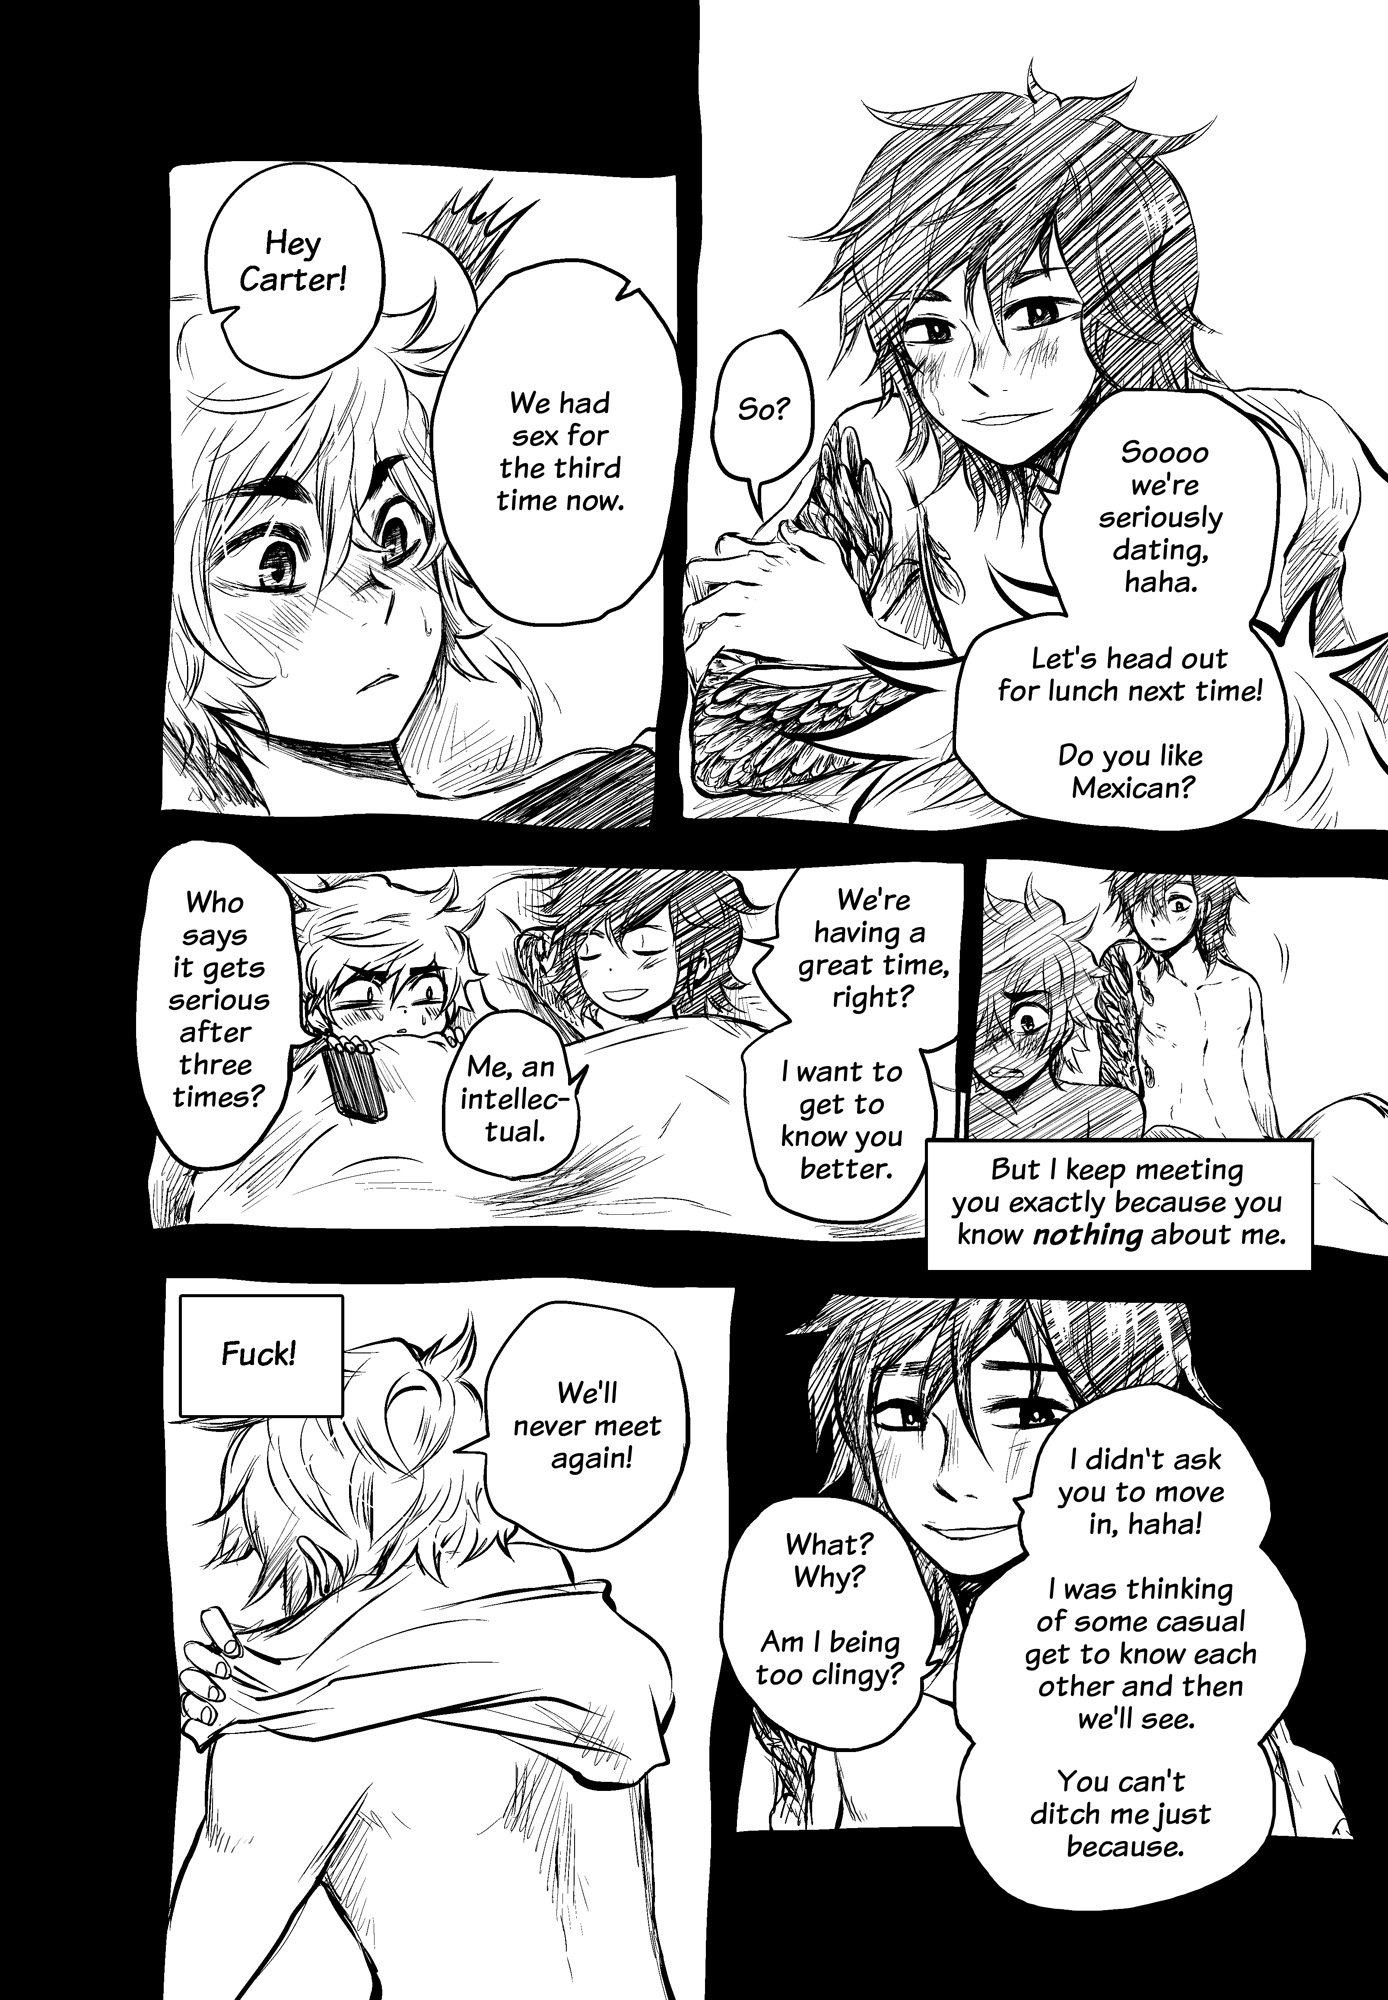 Hey
Carter!
We had
sex for
the third
time now.
So?
Soooo
we're
seriously
dating,
haha.
Let's head out
for lunch next time!
Do you like
Mexican?
Who
says
it gets
serious
after
three
times?
Me, an
intellec-
tual.
We're
having a
great time,
right?
I want to
get to
know you
better.
But I keep meeting
you exactly because you
know nothing about me.
Fuck!
We'll
never meet
again!
What?
Why?
Am I being
too clingy?
I didn't ask
you to move
in, haha!
I was thinking
of some casual
get to know each
other and then
we'll see.
You can't
ditch me just
because.